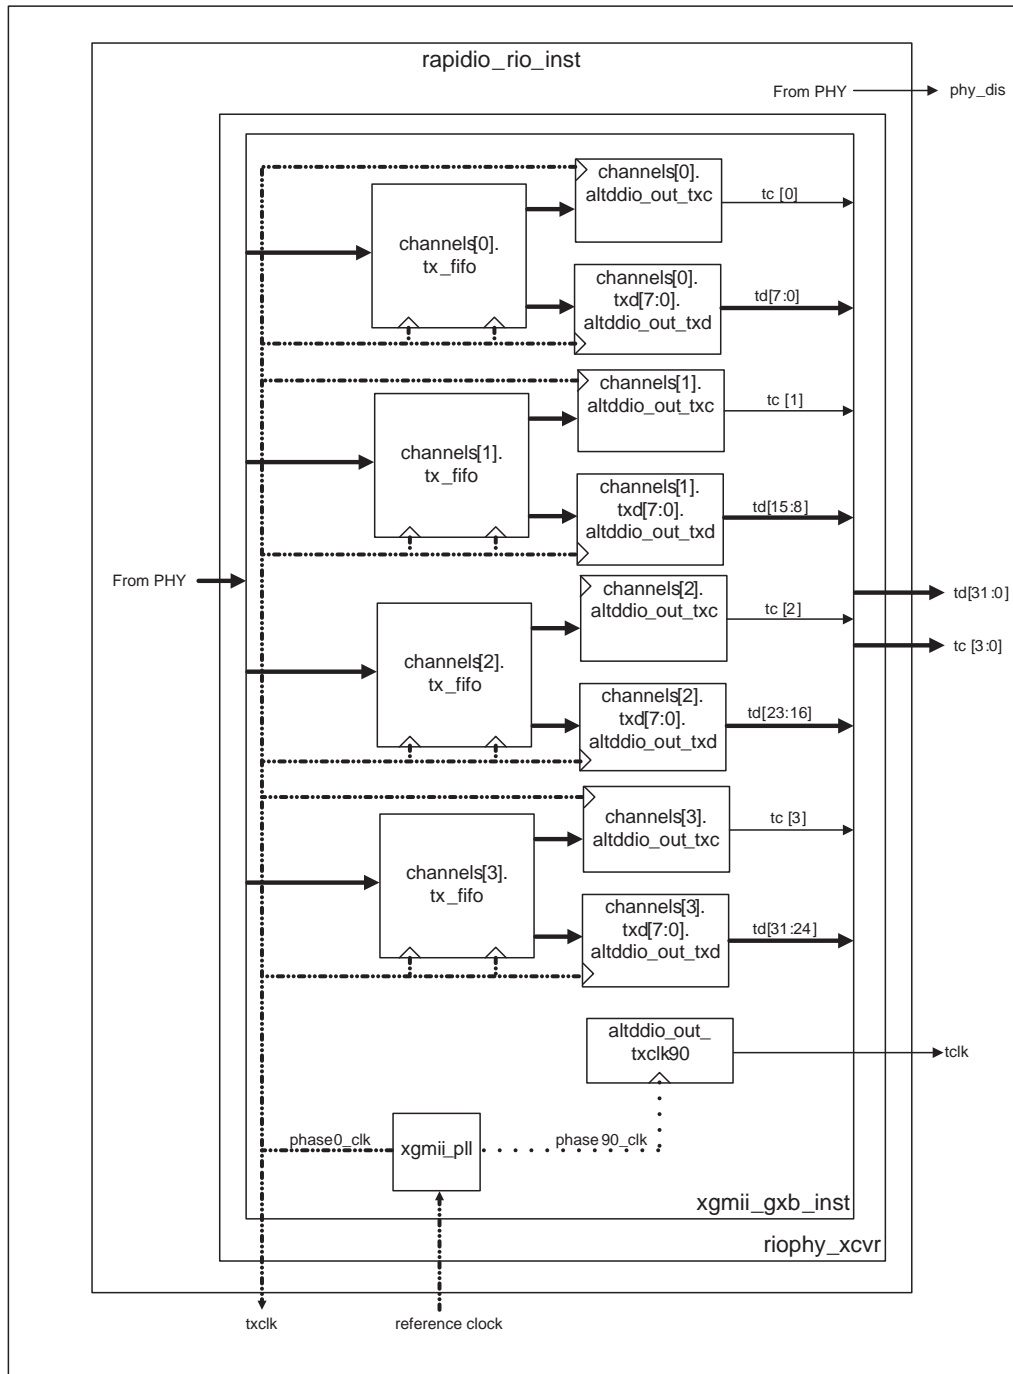 rapidio_rio_inst
From PHY
phy_dis
channels[0].
altddio_out_txc
tc [0]
channels[0].
tx_fifo
channels[0].
txd[7:0].
altddio_out_txd
td[7:0]
channels[1].
altddio_out_txc
tc [1]
channels[1].
tx_fifo
channels[1].
txd[7:0].
altddio_out_txd
td[15:8]
From PHY
channels[2].
altddio_out_txc
tc [2]
td[31:0]
tc [3:0]
channels[2].
tx_fifo
channels[2].
txd[7:0].
altddio_out_txd
td[23:16]
channels[3].
altddio_out_txc
tc [3]
channels[3].
tx_fifo
channels[3].
txd[7:0].
altddio_out_txd
td[31:24]
altddio_out_
txclk90
tclk
phase0_clk
xgmii_pll
phase90_clk
xgmii_gxb_inst
riophy_xcvr
txclk
reference clock